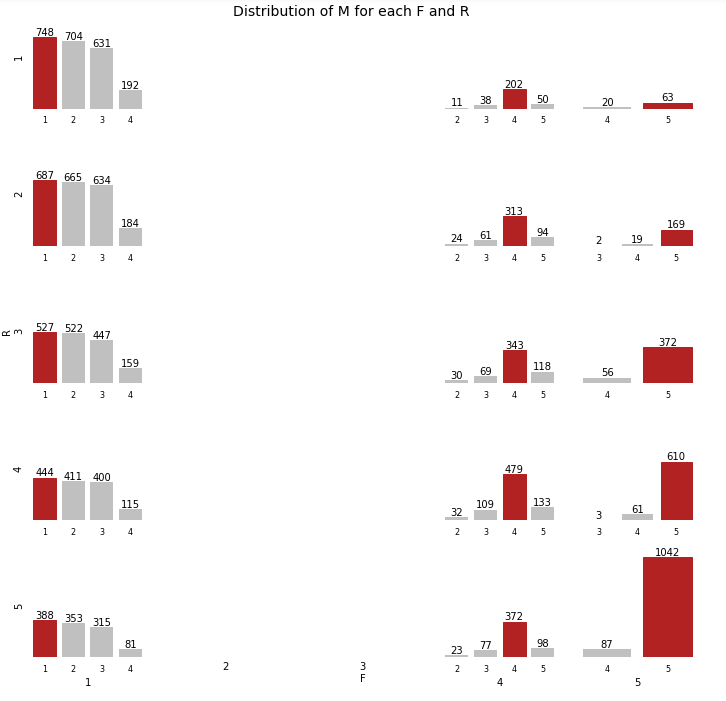 Distribution of M for each F and R
748 704 631 192 11 38 202 50 20 63
1
1 2 3 4 2 3 4 5 4 5
687 665 634 184 24 61 313 94 2 19 169
2
1 2 3 4 2 3 4 5 3 4 5
527 522 447 159 30 69 343 118 56 372
R 3
1 2 3 4 2 3 4 5 4 5
444 411 400 115 32 109 479 133 3 61 610
4
1 2 3 4 2 3 4 5 3 4 5
388 353 315 81 23 77 372 98 87 1042
5
1 2 3 4 2 3 4 5 4 5
1 2 3 4 5
F